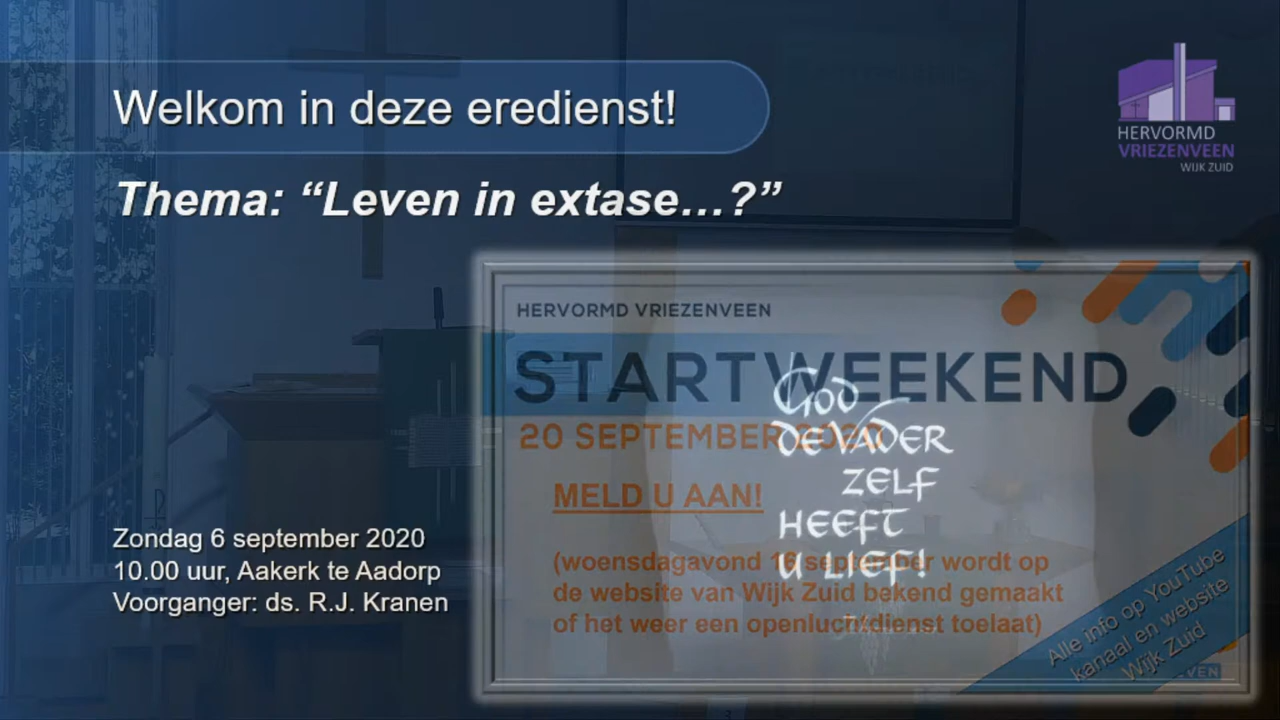 Welkom in deze eredienst!
Thema: “Leven in extase…?”
HERVORMD
VRIEZENVEEN
WIJK ZUID
HERVORMD VRIEZENVEEN
STARTWEEKEND
20 SEPTEMBER
MELD U AAN!
(woensdagavond 16 september wordt op
de website van Wijk Zuid bekend gemaakt
of het weer een openluchtdienst toelaat)
God
DE VADER
ZELF
HEEFT
U LIEF!
Alle info op YouTube
kanaal en website
Wijk Zuid
Zondag 6 september 2020
10.00 uur, Aakerk te Aadorp
Voorganger: ds. R.J. Kranen